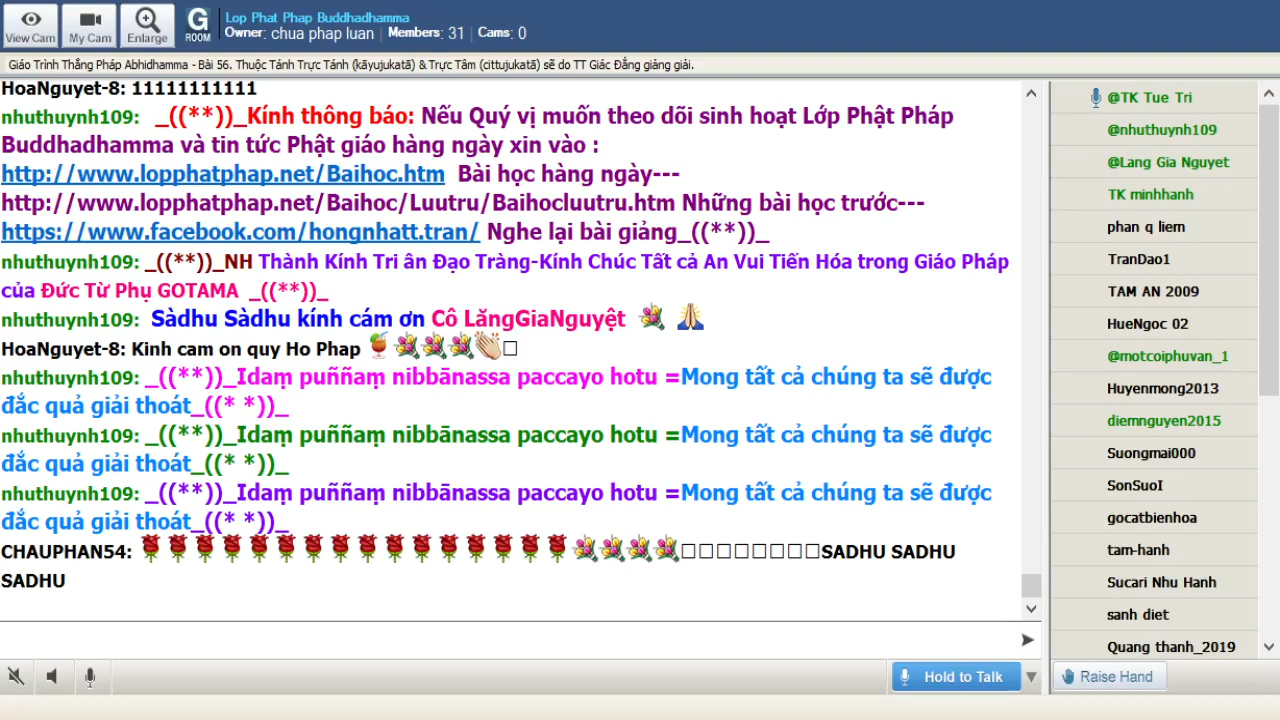 View Cam
My Cam
Enlarge
G
ROOM
Lop Phat Phap Buddhadhamma
Owner: chua phap luan | Members: 31 | Cams: 0
Giáo Trình Thắng Pháp Abhidhamma - Bài 56. Thuộc Tánh Trực Tánh (kāyujukatā) & Trực Tâm (cittujukatā) sẽ do TT Giác Đẳng giảng giải.
HoaNguyet-8: 11111111111
nhuthuynh109: _((**))_Kính thông báo: Nếu Quý vị muốn theo dõi sinh hoạt Lớp Phật Pháp
Buddhadhamma và tin tức Phật giáo hàng ngày xin vào :
http://www.lopphatphap.net/Baihoc.htm Bài học hàng ngày---
http://www.lopphatphap.net/Baihoc/Luutru/Baihocluutru.htm Những bài học trước---
https://www.facebook.com/hongnhatt.tran/ Nghe lại bài giảng_((**))_
nhuthuynh109: _((**))_NH Thành Kính Tri ân Đạo Tràng-Kính Chúc Tất cả An Vui Tiến Hóa trong Giáo Pháp
của Đức Từ Phụ GOTAMA _((**))_
nhuthuynh109: Sàdhu Sàdhu kính cám ơn Cô LăngGiaNguyệt
HoaNguyet-8: Kinh cam on quy Ho Phap
nhuthuynh109: _((**))_Idaṃ puññaṃ nibbānassa paccayo hotu =Mong tất cả chúng ta sẽ được
đắc quả giải thoát_((* *))_
nhuthuynh109: _((**))_Idaṃ puññaṃ nibbānassa paccayo hotu =Mong tất cả chúng ta sẽ được
đắc quả giải thoát_((* *))_
nhuthuynh109: _((**))_Idaṃ puññaṃ nibbānassa paccayo hotu =Mong tất cả chúng ta sẽ được
đắc quả giải thoát_((* *))_
CHAUPHAN54: SADHU SADHU
SADHU
@TK Tue Tri
@nhuthuynh109
@Lang Gia Nguyet
TK minhhanh
phan q liem
TranDao1
TAM AN 2009
HueNgoc 02
@motcoiphuvan_1
Huyenmong2013
diemnguyen2015
Suongmai000
SonSuoI
gocatbienhoa
tam-hanh
Sucari Nhu Hanh
sanh diet
Quang thanh_2019
Hold to Talk
Raise Hand